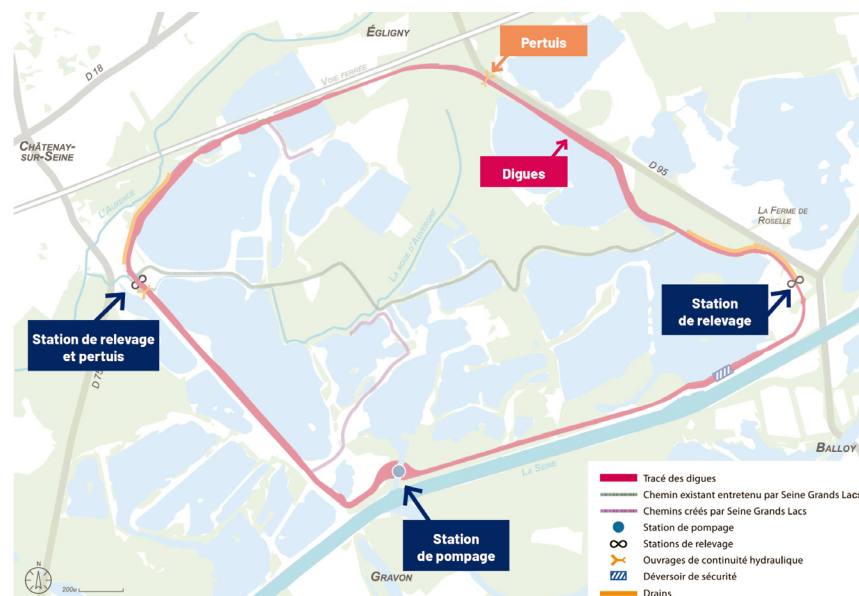 ÉGLIGNY
Pertuis
D 18
VOIE FERRÉE
CHÂTENAY-
SUR-SEINE
Digues
D 95
L'AUXENCE
LA NOUE D'AUVERGNE
LA FERME DE
ROSELLE
Station de relevage
et pertuis
Station
de relevage
D 75
LA SEINE
BALLOY
Station
de pompage
GRAVON
N
200M
Tracé des digues
Chemin existant entretenu par Seine Grands Lacs
Chemins créés par Seine Grands Lacs
Station de pompage
Stations de relevage
Ouvrages de continuité hydraulique
Déversoir de sécurité
Drains